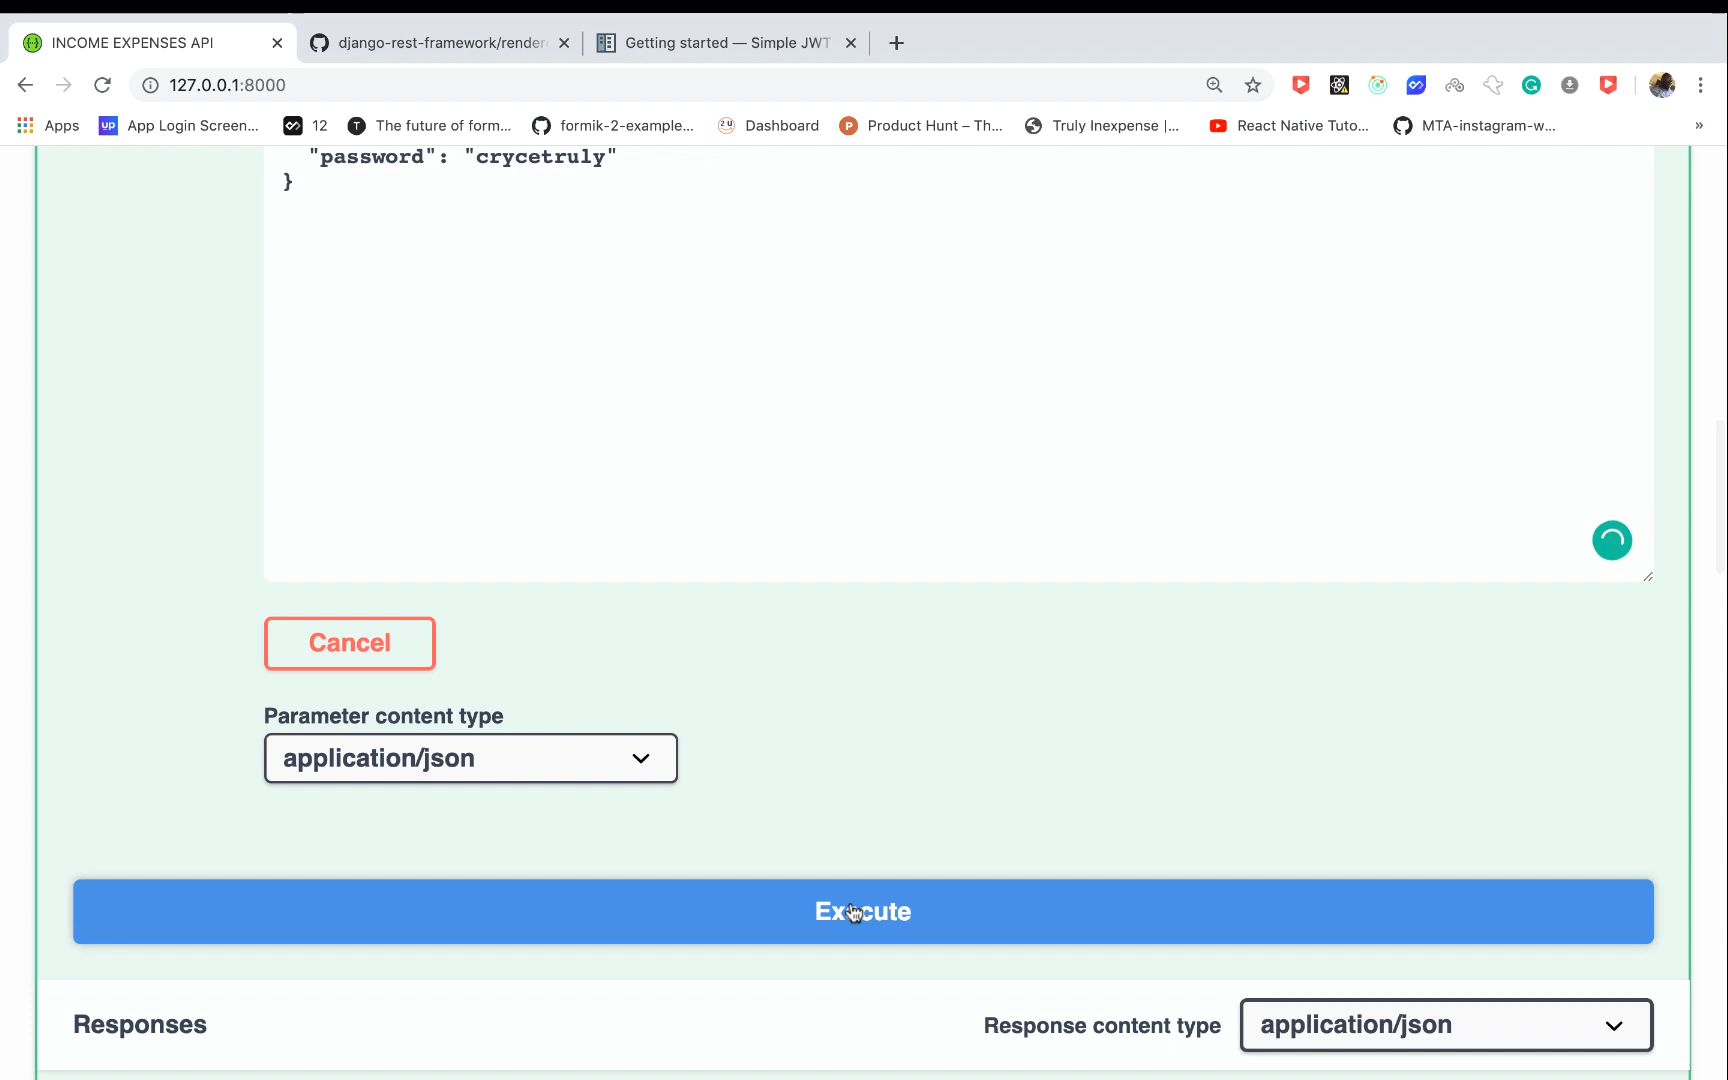 INCOME EXPENSES API
django-rest-framework/render
Getting started — Simple JWT
127.0.0.1:8000
Apps
up App Login Screen...
12
T The future of form...
formik-2-example...
2U Dashboard
P Product Hunt – Th...
Truly Inexpense |...
React Native Tuto...
MTA-instagram-w...
»
"password": "crycetruly"
}
Cancel
Parameter content type
application/json
Execute
Responses
Response content type
application/json